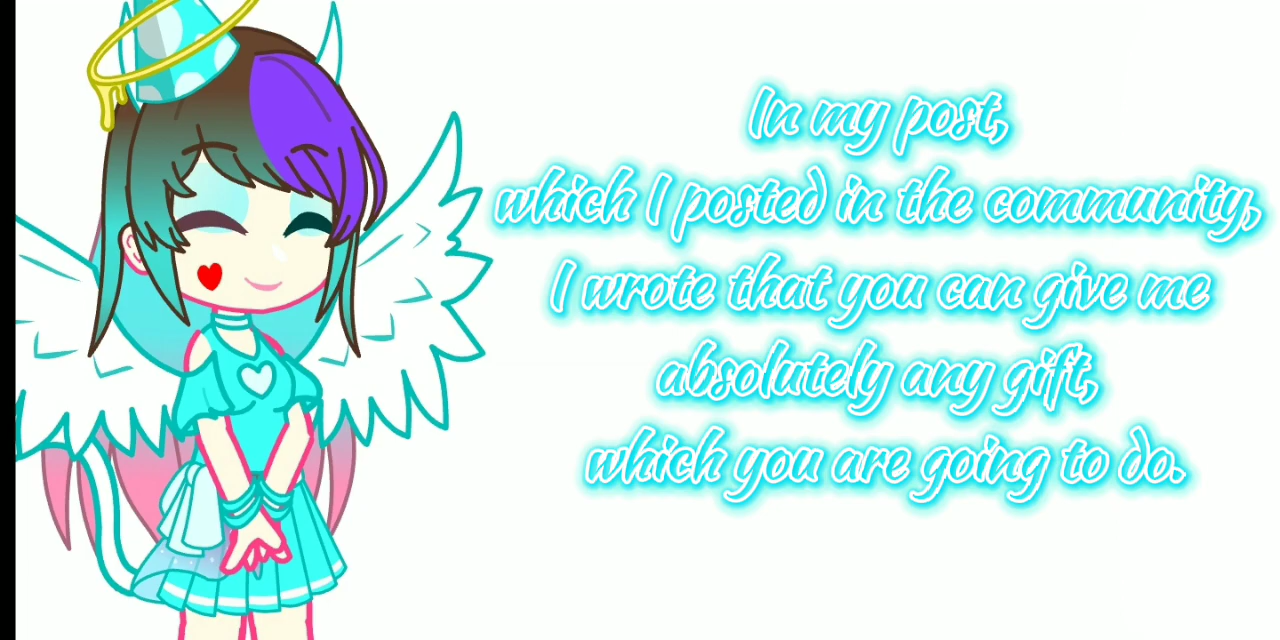 In my post,
which I posted in the community,
I wrote that you can give me
absolutely any gift,
which you are going to do.